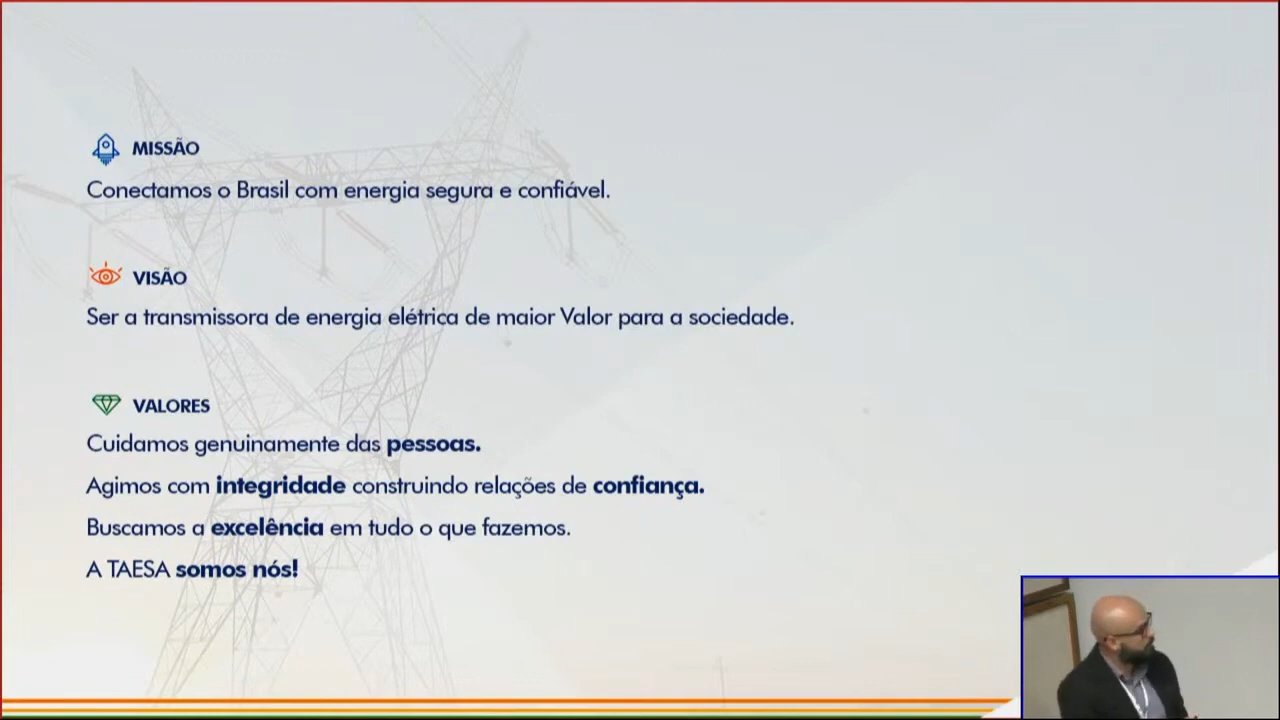 MISSÃO
Conectamos o Brasil com energia segura e confiável.
VISÃO
Ser a transmissora de energia elétrica de maior Valor para a sociedade.
VALORES
Cuidamos genuinamente das pessoas.
Agimos com integridade construindo relações de confiança.
Buscamos a excelência em tudo o que fazemos.
A TAESA somos nós!